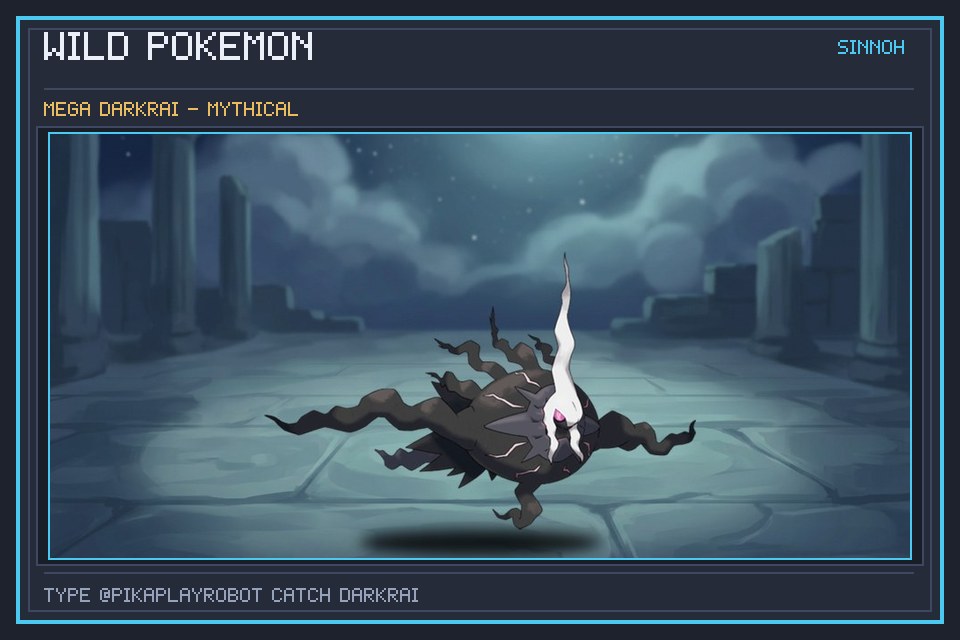 WILD POKEMON
SINNOH
MEGA DARKRAI - MYTHICAL
TYPE @PIKAPLAYROBOT CATCH DARKRAI